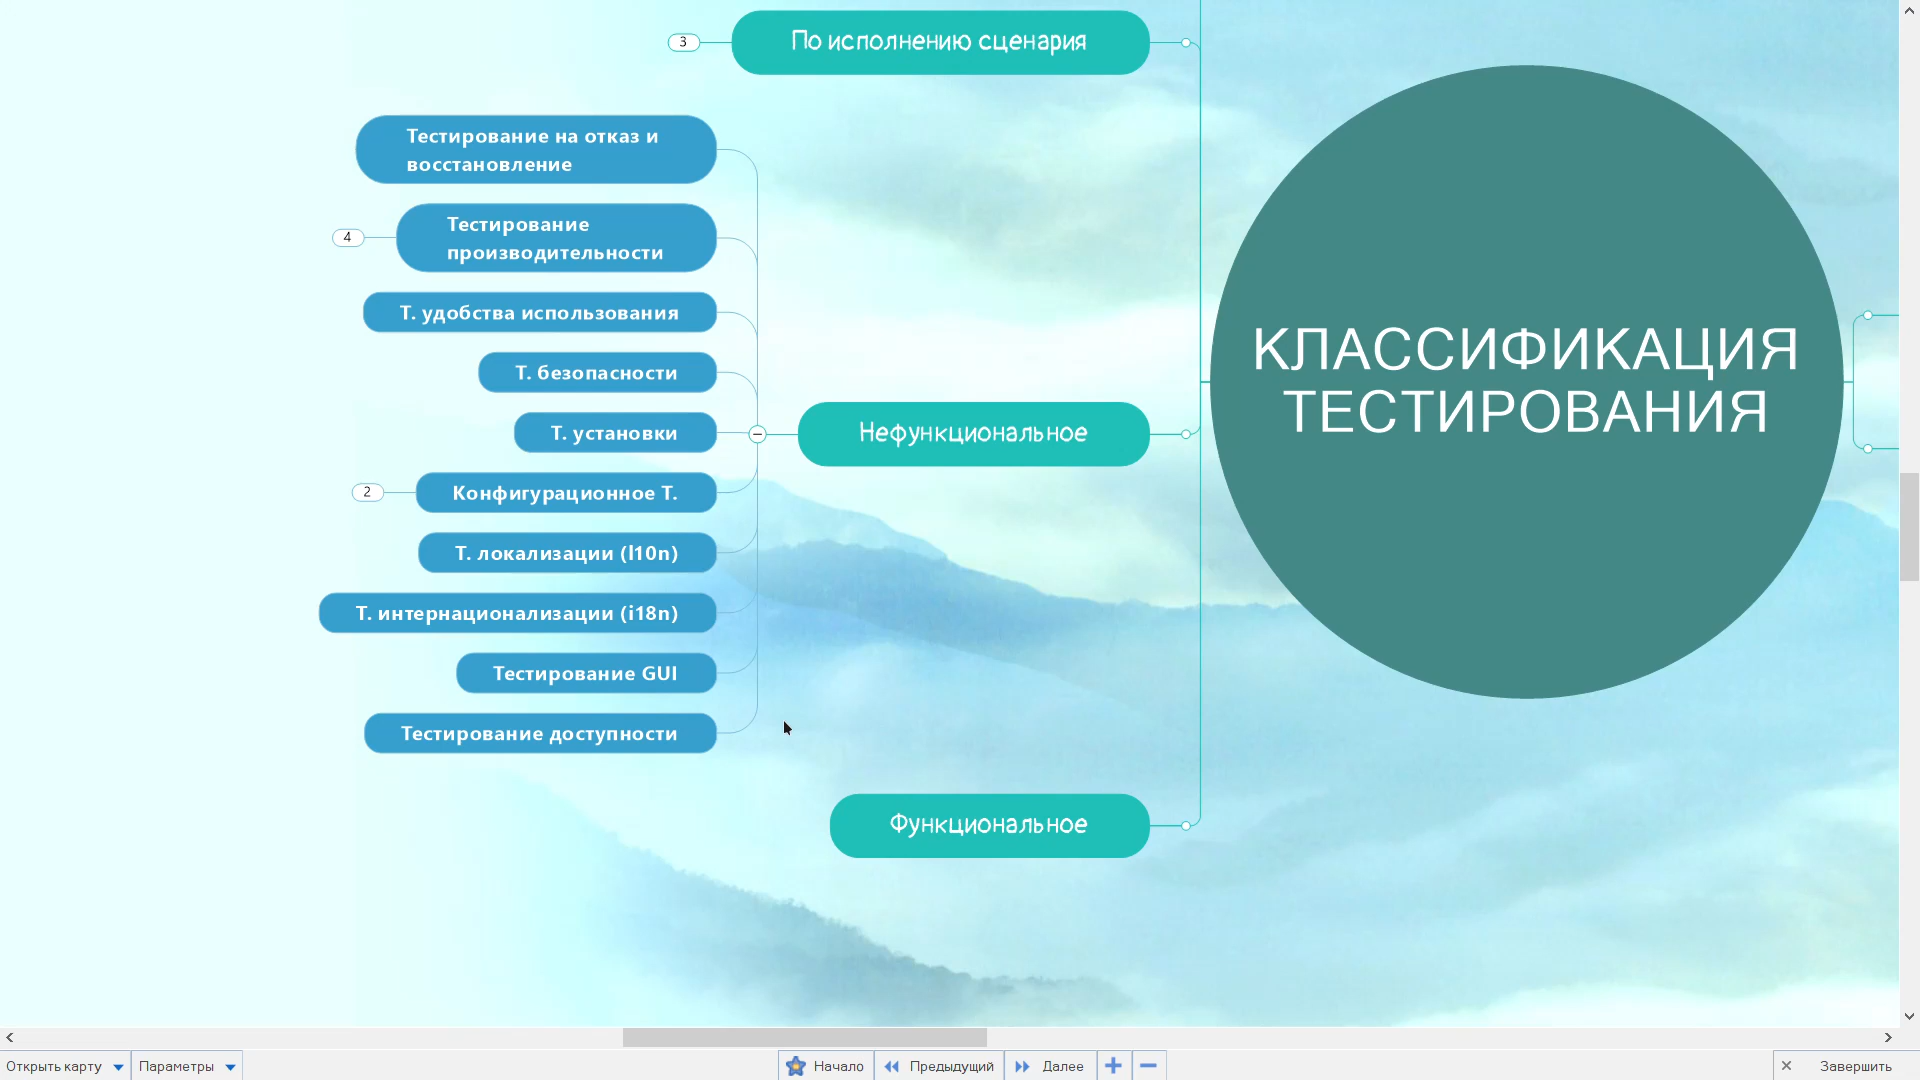 3
По исполнению сценария
Тестирование на отказ и
восстановление
4
Тестирование
производительности
Т. удобства использования
Т. безопасности
Т. установки
2
Конфигурационное Т.
Т. локализации (l10n)
Т. интернационализации (i18n)
Тестирование GUI
Тестирование доступности
Нефункциональное
Функциональное
КЛАССИФИКАЦИЯ
ТЕСТИРОВАНИЯ
Открыть карту
Параметры
Начало
Предыдущий
Далее
Завершить